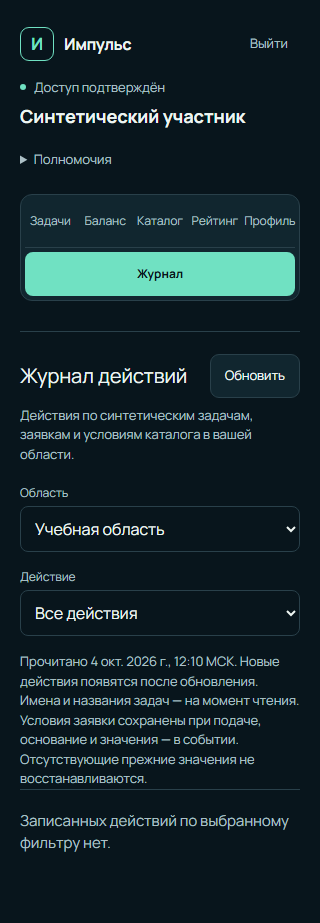 И Импульс Выйти
Доступ подтверждён
Синтетический участник
Полномочия
Задачи Баланс Каталог Рейтинг Профиль
Журнал
Журнал действий Обновить
Действия по синтетическим задачам,
заявкам и условиям каталога в вашей
области.
Область
Учебная область
Действие
Все действия
Прочитано 4 окт. 2026 г., 12:10 МСК. Новые
действия появятся после обновления.
Имена и названия задач — на момент чтения.
Условия заявки сохранены при подаче,
основание и значения — в событии.
Отсутствующие прежние значения не
восстанавливаются.
Записанных действий по выбранному
фильтру нет.